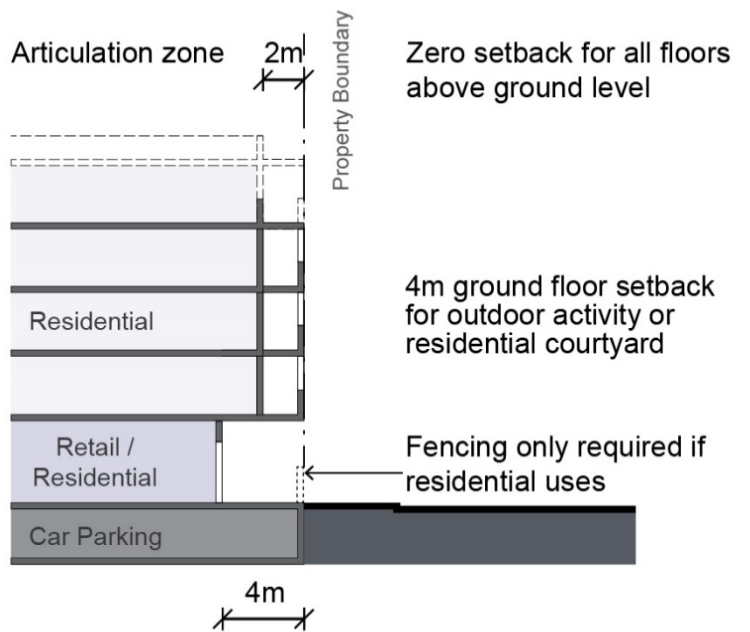 Articulation zone
2m
Property Boundary
Zero setback for all floors
above ground level
4m ground floor setback
for outdoor activity or
residential courtyard
Residential
Retail /
Residential
Fencing only required if
residential uses
Car Parking
4m